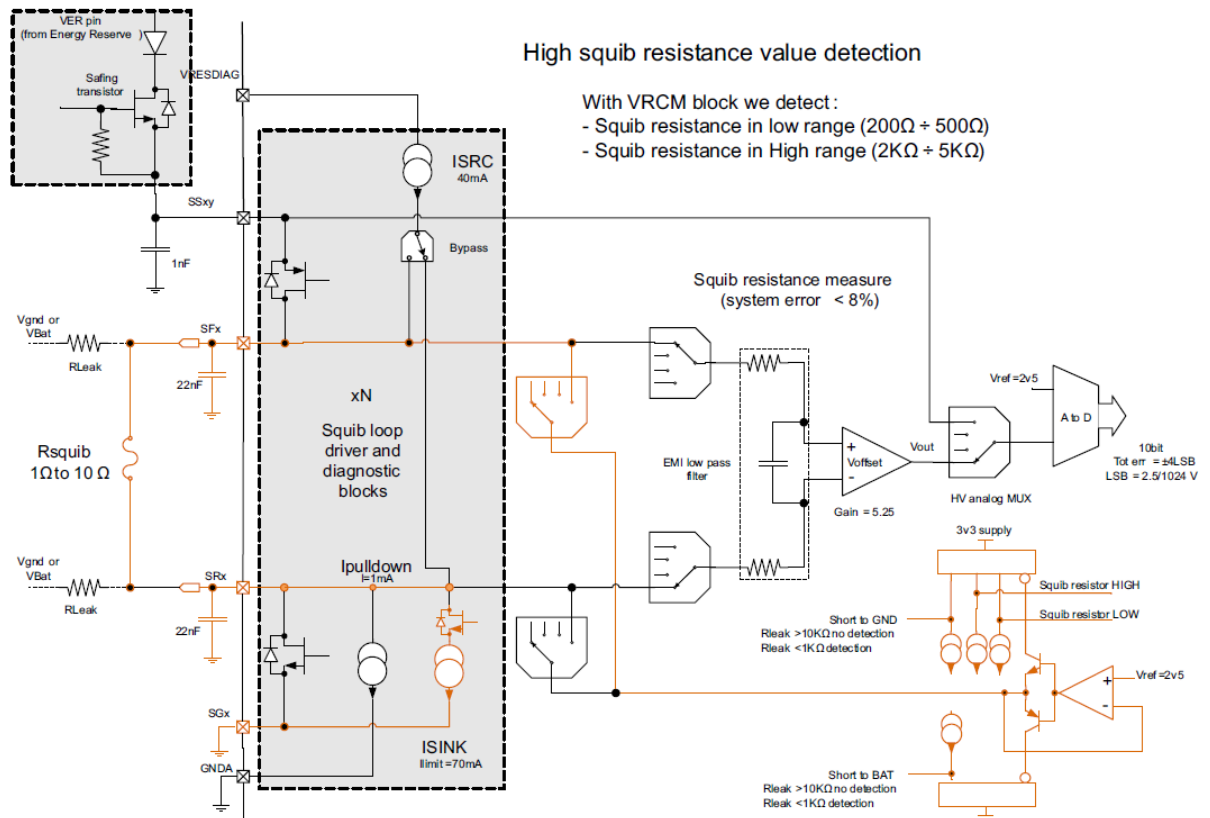 VER pin
(from Energy Reserve )
Safing
transistor
VRESDIAG
High squib resistance value detection
With VRCM block we detect :
- Squib resistance in low range (200Ω ÷ 500Ω)
- Squib resistance in High range (2KΩ ÷ 5KΩ)
ISRC
40mA
SSxy
1nF
Bypass
Squib resistance measure
(system error < 8%)
Vgnd or
VBat
RLeak
SFx
22nF
xN
Squib loop
driver and
diagnostic
blocks
Rsquib
1Ω to 10 Ω
EMI low pass
filter
+
Voffset
-
Gain = 5.25
Vout
HV analog MUX
Vref=2v5
A to D
10bit
Tot err = ±4LSB
LSB = 2.5/1024 V
Vgnd or
VBat
RLeak
SRx
22nF
Ipulldown
I=1mA
3v3 supply
Squib resistor HIGH
Squib resistor LOW
Short to GND
Rleak >10KΩ no detection
Rleak <1KΩ detection
+
-
Vref=2v5
SGx
GNDA
ISINK
Ilimit=70mA
Short to BAT
Rleak >10KΩ no detection
Rleak <1KΩ detection